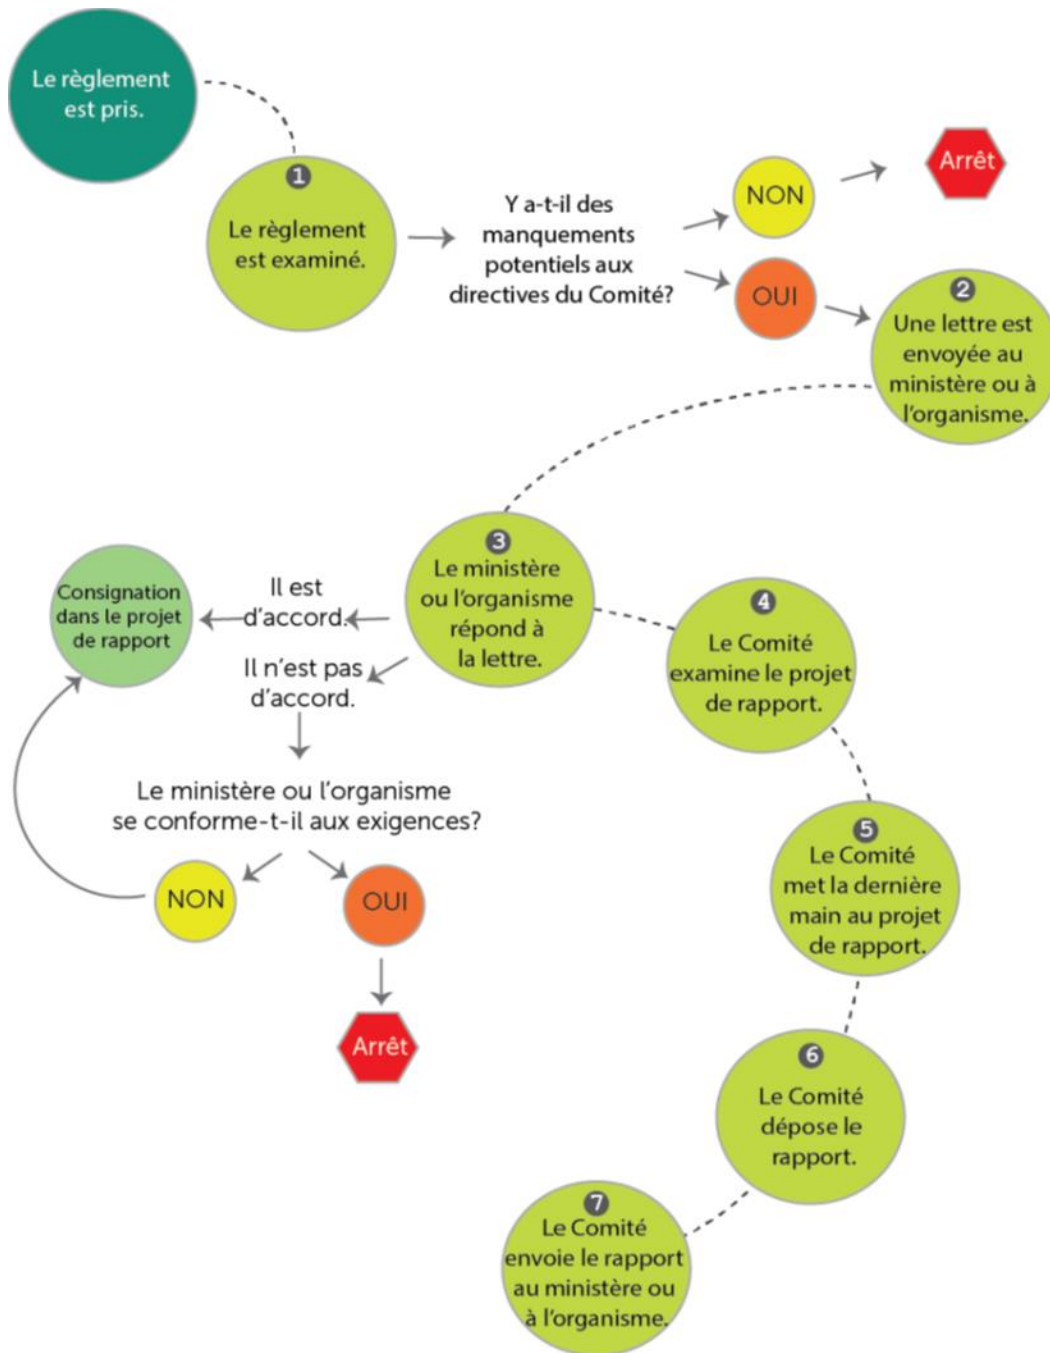 Le règlement
est pris.
1
Le règlement
est examiné.
Y a-t-il des
manquements
potentiels aux
directives du Comité?
NON
Arrêt
OUI
2
Une lettre est
envoyée au
ministère ou à
l'organisme.
3
Le ministère
ou l'organisme
répond à
la lettre.
Il est
d'accord.
Consignation
dans le projet
de rapport
Il n'est pas
d'accord.
Le ministère ou l'organisme
se conforme-t-il aux exigences?
NON
OUI
Arrêt
4
Le Comité
examine le projet
de rapport.
5
Le Comité
met la dernière
main au projet
de rapport.
6
Le Comité
dépose le
rapport.
7
Le Comité
envoie le rapport
au ministère ou
à l'organisme.